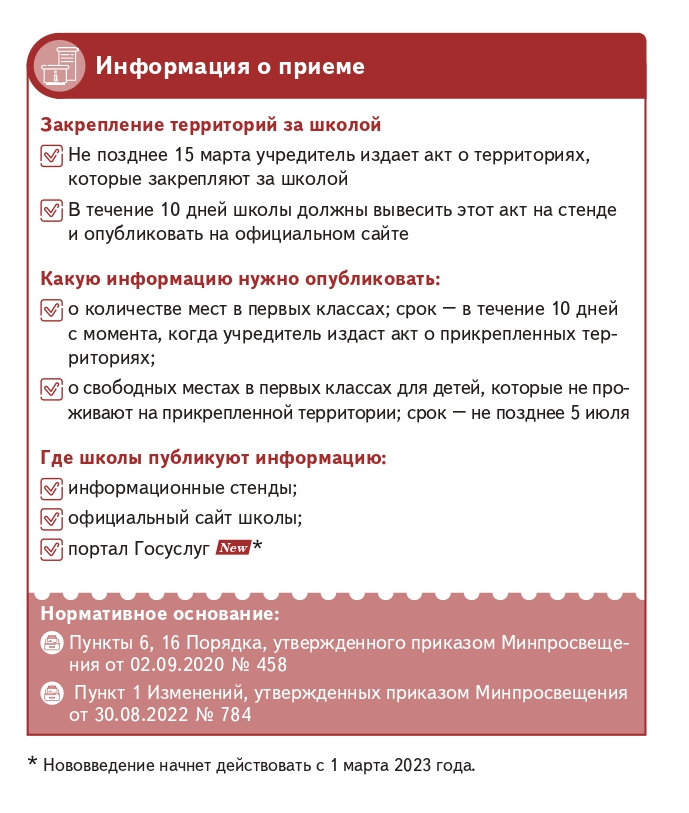 Информация о приеме
Закрепление территорий за школой
Не позднее 15 марта учредитель издает акт о территориях,
которые закрепляют за школой
В течение 10 дней школы должны вывесить этот акт на стенде
и опубликовать на официальном сайте
Какую информацию нужно опубликовать:
о количестве мест в первых классах; срок — в течение 10 дней
с момента, когда учредитель издаст акт о прикрепленных тер-
риториях;
о свободных местах в первых классах для детей, которые не про-
живают на прикрепленной территории; срок — не позднее 5 июля
Где школы публикуют информацию:
информационные стенды;
официальный сайт школы;
портал Госуслуг New*
Нормативное основание:
Пункты 6, 16 Порядка, утвержденного приказом Минпросвеще-
ния от 02.09.2020 № 458
Пункт 1 Изменений, утвержденных приказом Минпросвещения
от 30.08.2022 № 784
* Нововведение начнет действовать с 1 марта 2023 года.